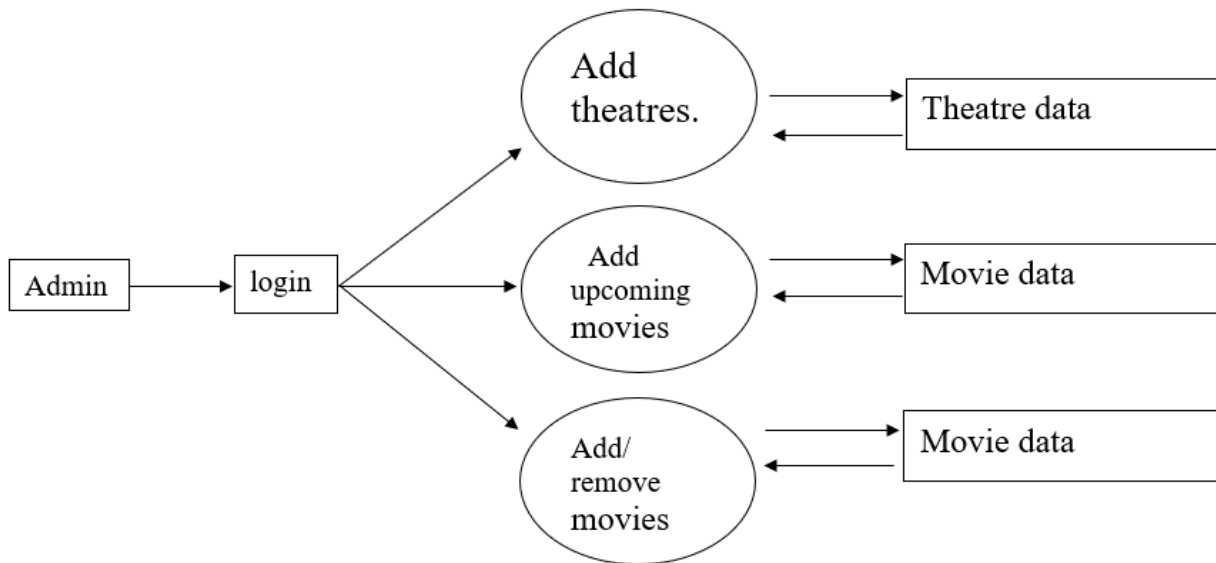 Add
theatres.
Theatre data
Admin
login
Add
upcoming
movies
Movie data
Add/
remove
movies
Movie data